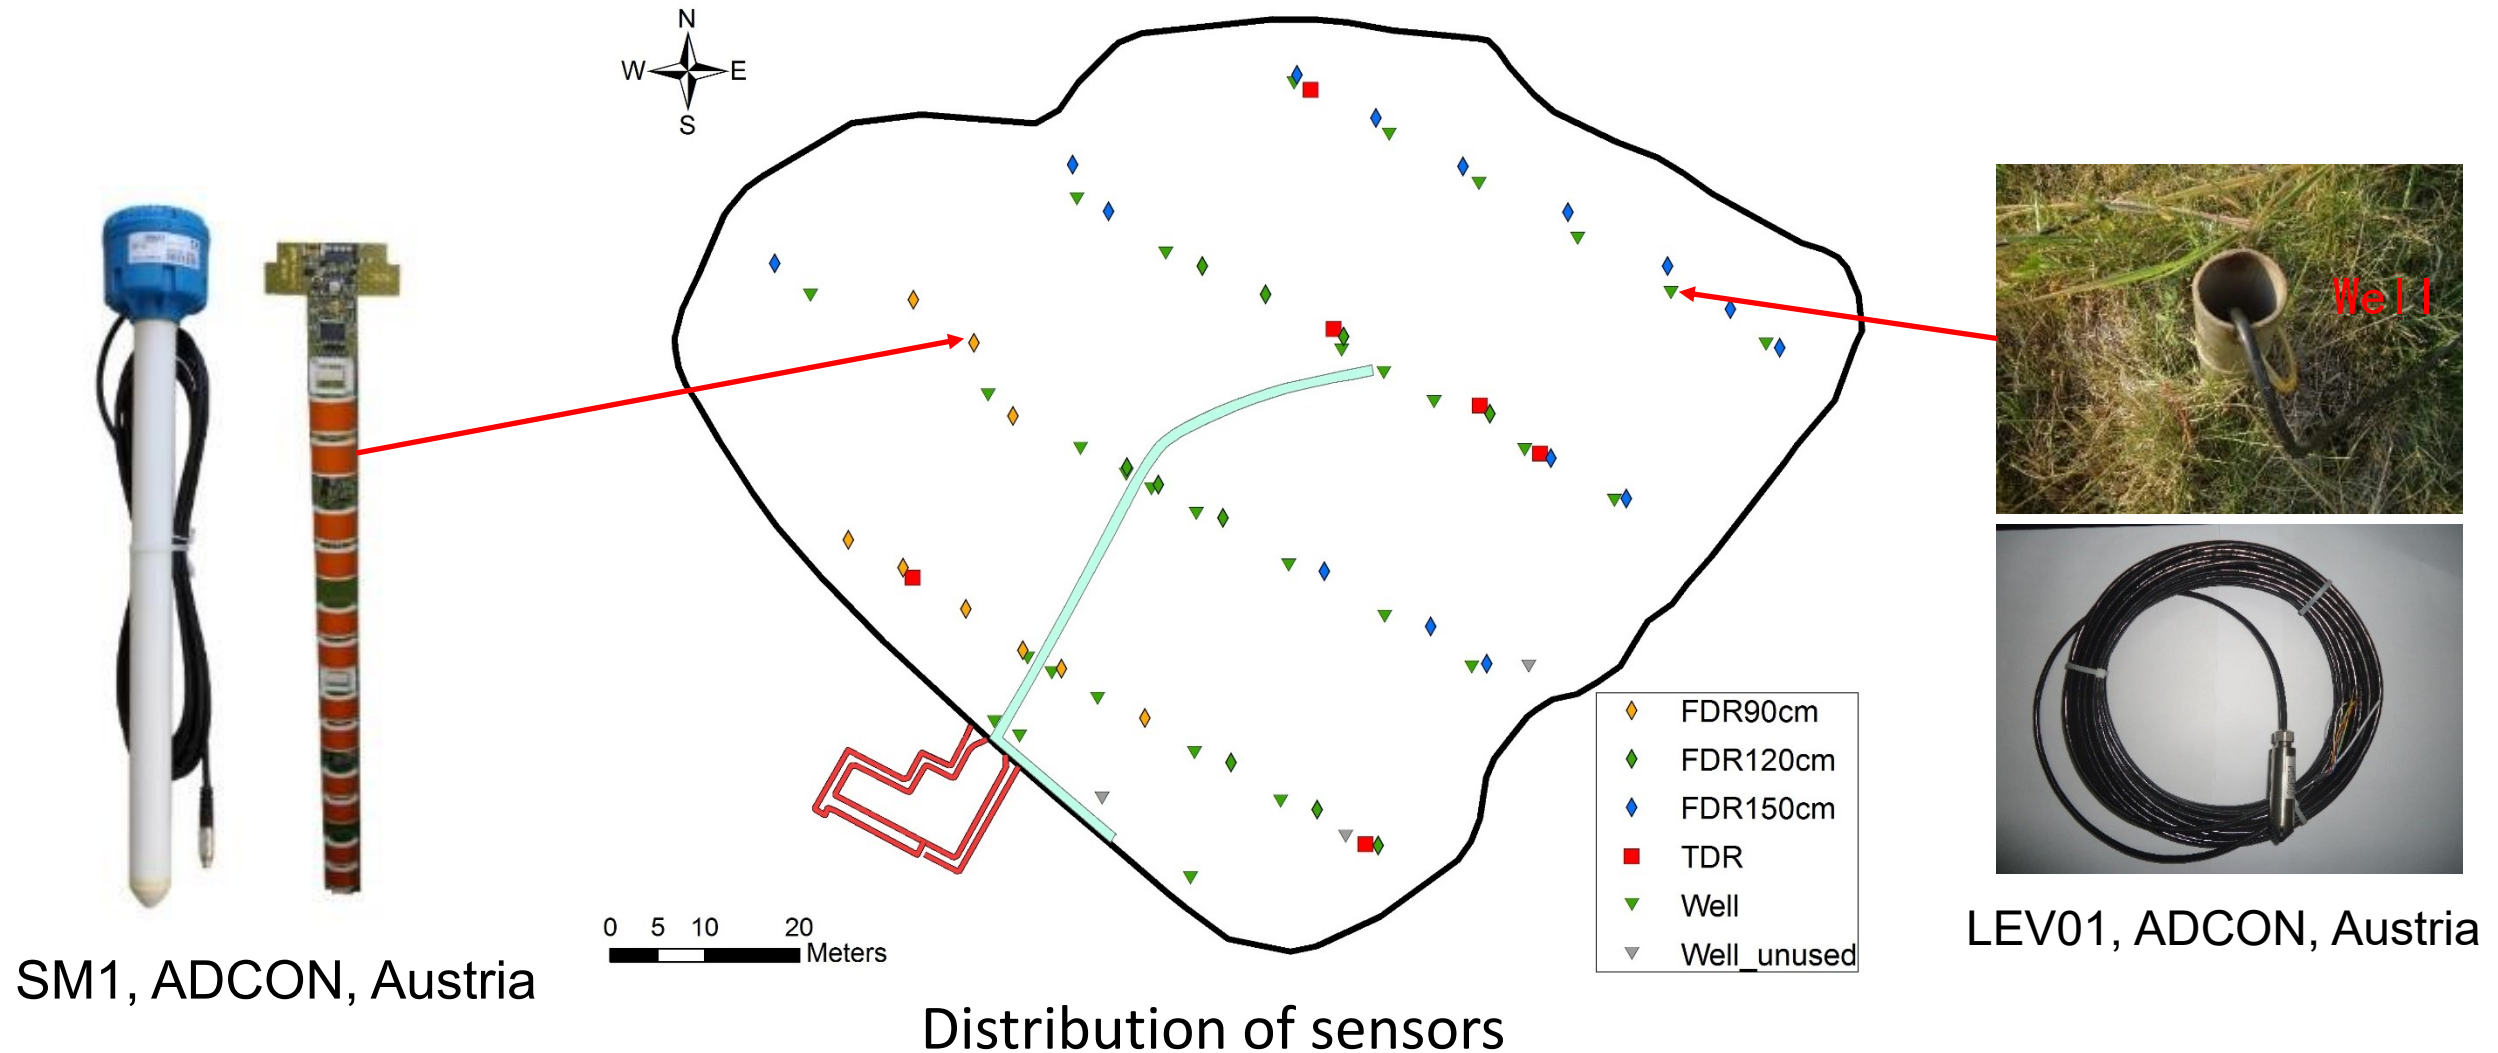 N
W E
S
Well
FDR90cm
FDR120cm
FDR150cm
TDR
Well
Well_unused
0 5 10 20
Meters
SM1, ADCON, Austria
LEV01, ADCON, Austria
Distribution of sensors